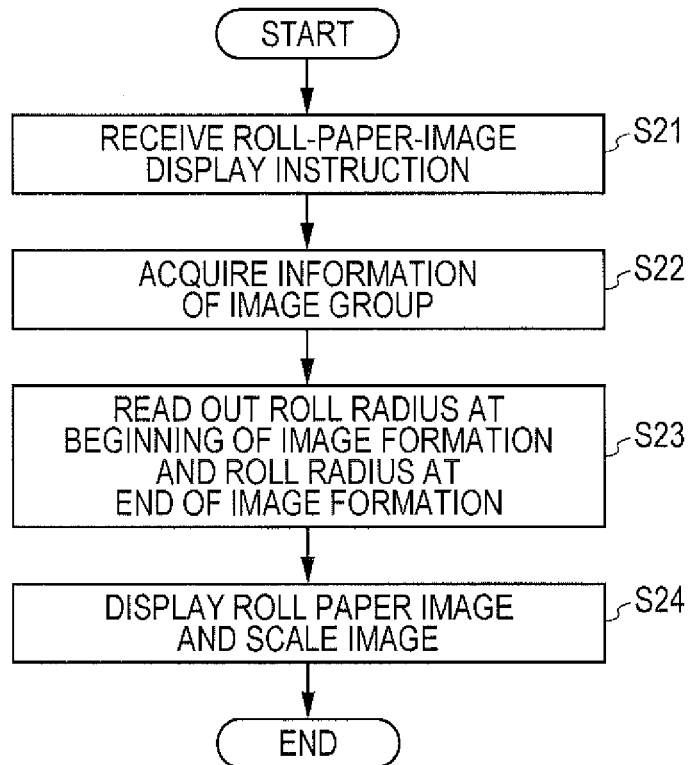 START
RECEIVE ROLL-PAPER-IMAGE
DISPLAY INSTRUCTION
S21
ACQUIRE INFORMATION
OF IMAGE GROUP
S22
READ OUT ROLL RADIUS AT
BEGINNING OF IMAGE FORMATION
AND ROLL RADIUS AT
END OF IMAGE FORMATION
S23
DISPLAY ROLL PAPER IMAGE
AND SCALE IMAGE
S24
END